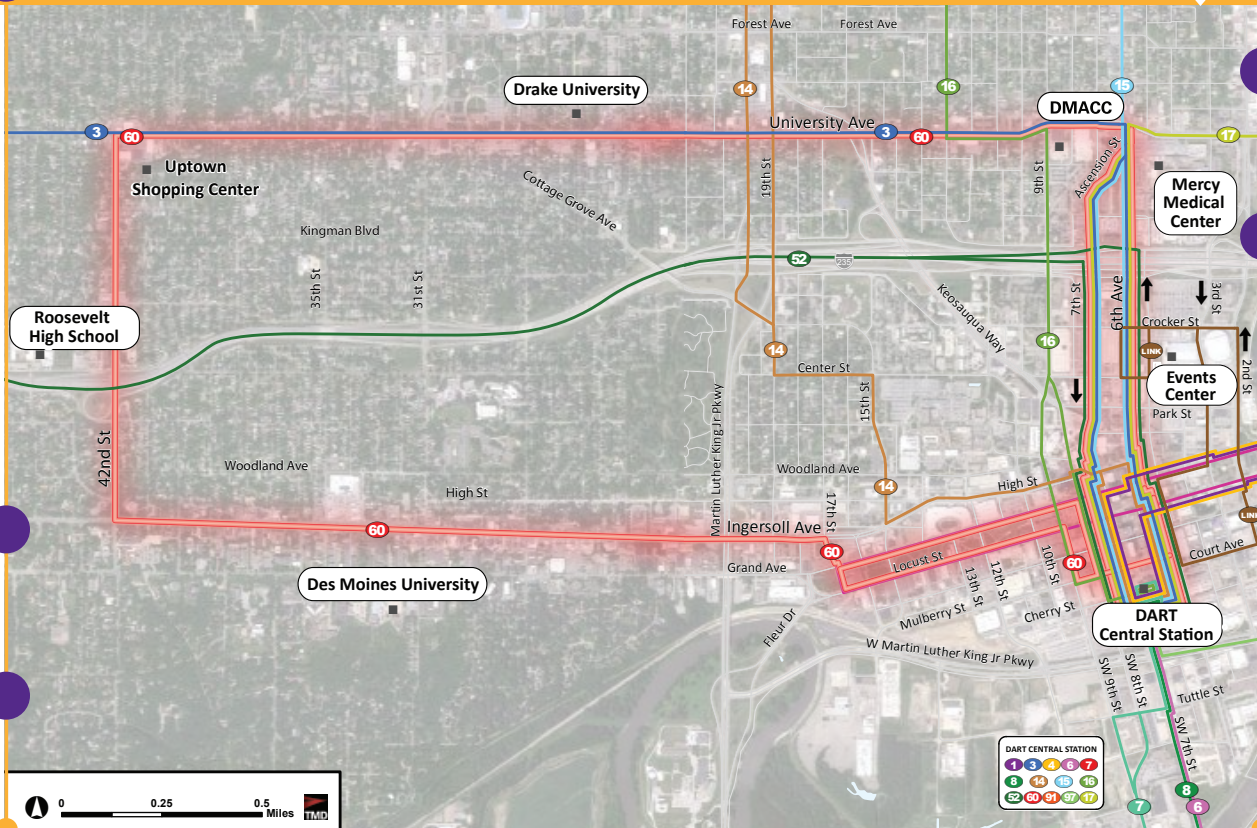 Forest Ave
Forest Ave
14
16
15
Drake University
DMACC
3
60
University Ave
3
60
17
Uptown
Shopping Center
19th St
9th St
Ascension St
Mercy
Medical
Center
Cottage Grove Ave
Kingman Blvd
52
235
35th St
31st St
Keosauqua Way
7th St
6th Ave
3rd St
Roosevelt
High School
Crocker St
14
16
LINK
2nd St
Center St
Events
Center
15th St
Park St
Martin Luther King Jr Pkwy
42nd St
Woodland Ave
Woodland Ave
High St
14
High St
17th St
LINK
60
Ingersoll Ave
60
Court Ave
Locust St
10th St
60
Grand Ave
13th St
12th St
Des Moines University
Mulberry St
Cherry St
DART
Central Station
Fleur Dr
W Martin Luther King Jr Pkwy
SW 9th St
SW 8th St
Tuttle St
SW 7th St
DART CENTRAL STATION
1 3 4 6 7
8 14 15 16
52 60 91 97 17
0 0.25 0.5
Miles
TMD
7
8
6